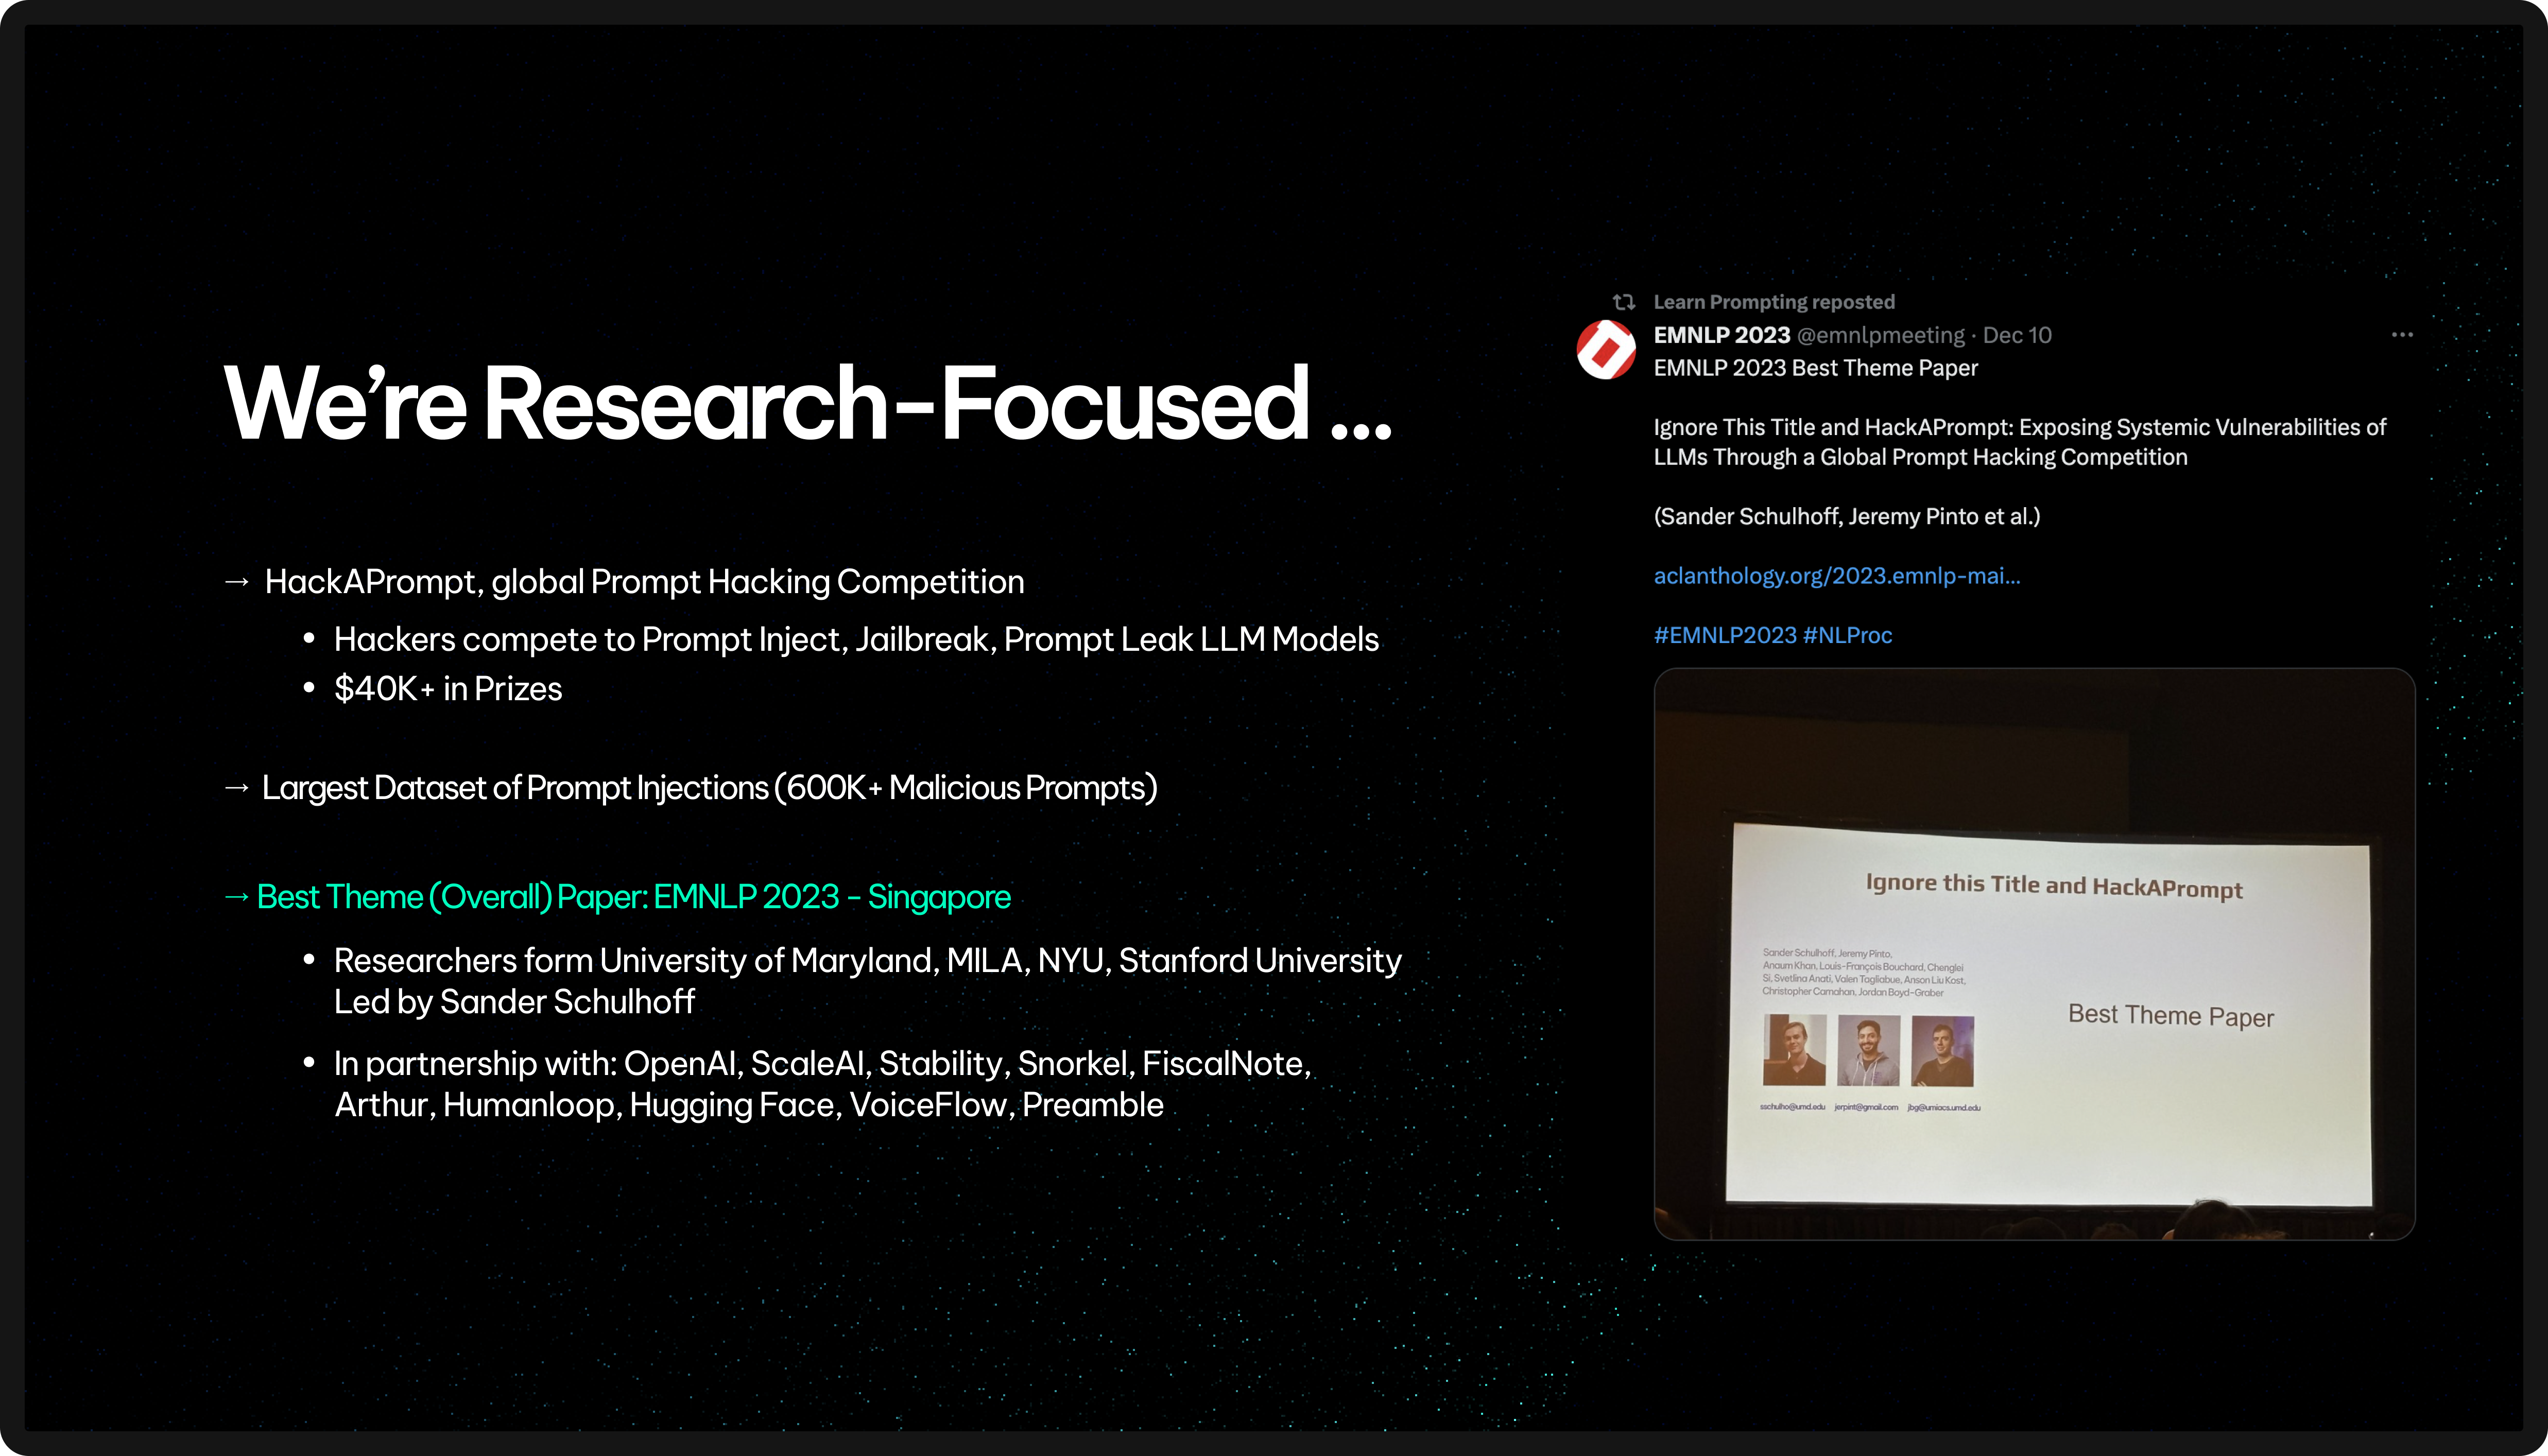 We’re Research-Focused ...
→ HackAPrompt, global Prompt Hacking Competition
• Hackers compete to Prompt Inject, Jailbreak, Prompt Leak LLM Models
• $40K+ in Prizes
→ Largest Dataset of Prompt Injections (600K+ Malicious Prompts)
→ Best Theme (Overall) Paper: EMNLP 2023 - Singapore
• Researchers form University of Maryland, MILA, NYU, Stanford University
Led by Sander Schulhoff
• In partnership with: OpenAI, ScaleAI, Stability, Snorkel, FiscalNote,
Arthur, Humanloop, Hugging Face, VoiceFlow, Preamble
Learn Prompting reposted
EMNLP 2023 @emnlpmeeting · Dec 10
EMNLP 2023 Best Theme Paper
Ignore This Title and HackAPrompt: Exposing Systemic Vulnerabilities of
LLMs Through a Global Prompt Hacking Competition
(Sander Schulhoff, Jeremy Pinto et al.)
aclanthology.org/2023.emnlp-mai...
#EMNLP2023 #NLProc
Ignore this Title and HackAPrompt
Sander Schulhoff, Jeremy Pinto,
Anaum Khan, Louis-François Bouchard, Chenglei
Si, Svetlina Anati, Valen Tagliabue, Anson Liu Kost,
Christopher Carnahan, Jordan Boyd-Graber
Best Theme Paper
sschulho@umd.edu jerpint@gmail.com jbg@umiacs.umd.edu